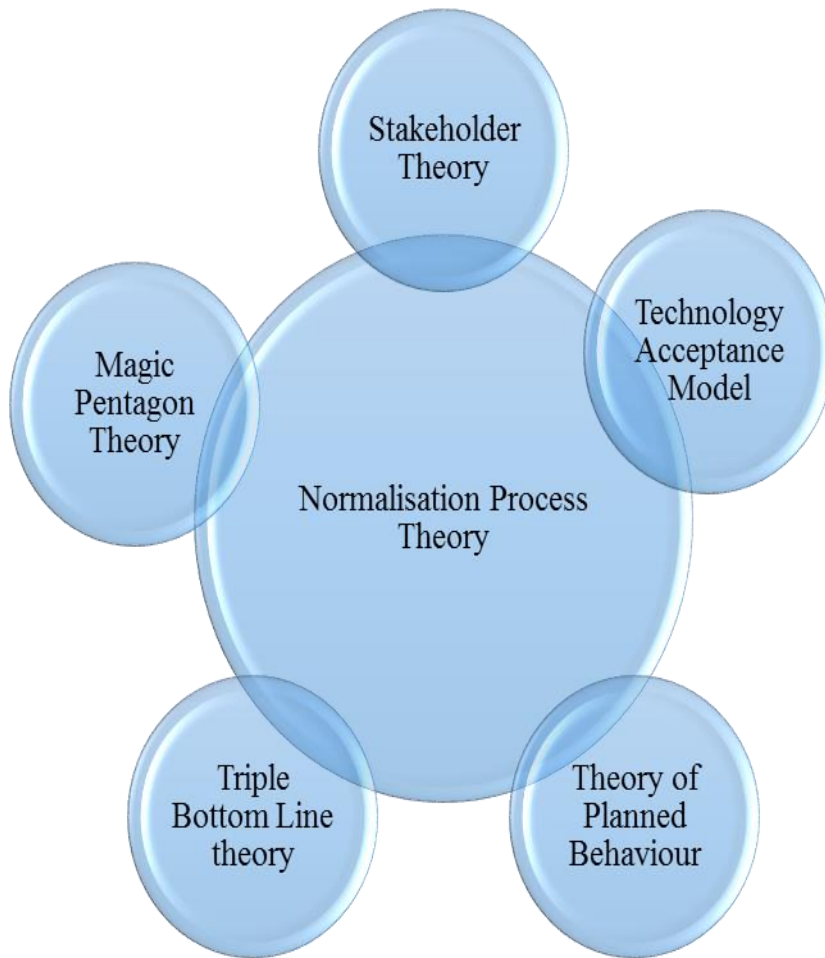 Stakeholder
Theory
Technology
Acceptance
Model
Magic
Pentagon
Theory
Normalisation Process
Theory
Triple
Bottom Line
theory
Theory of
Planned
Behaviour